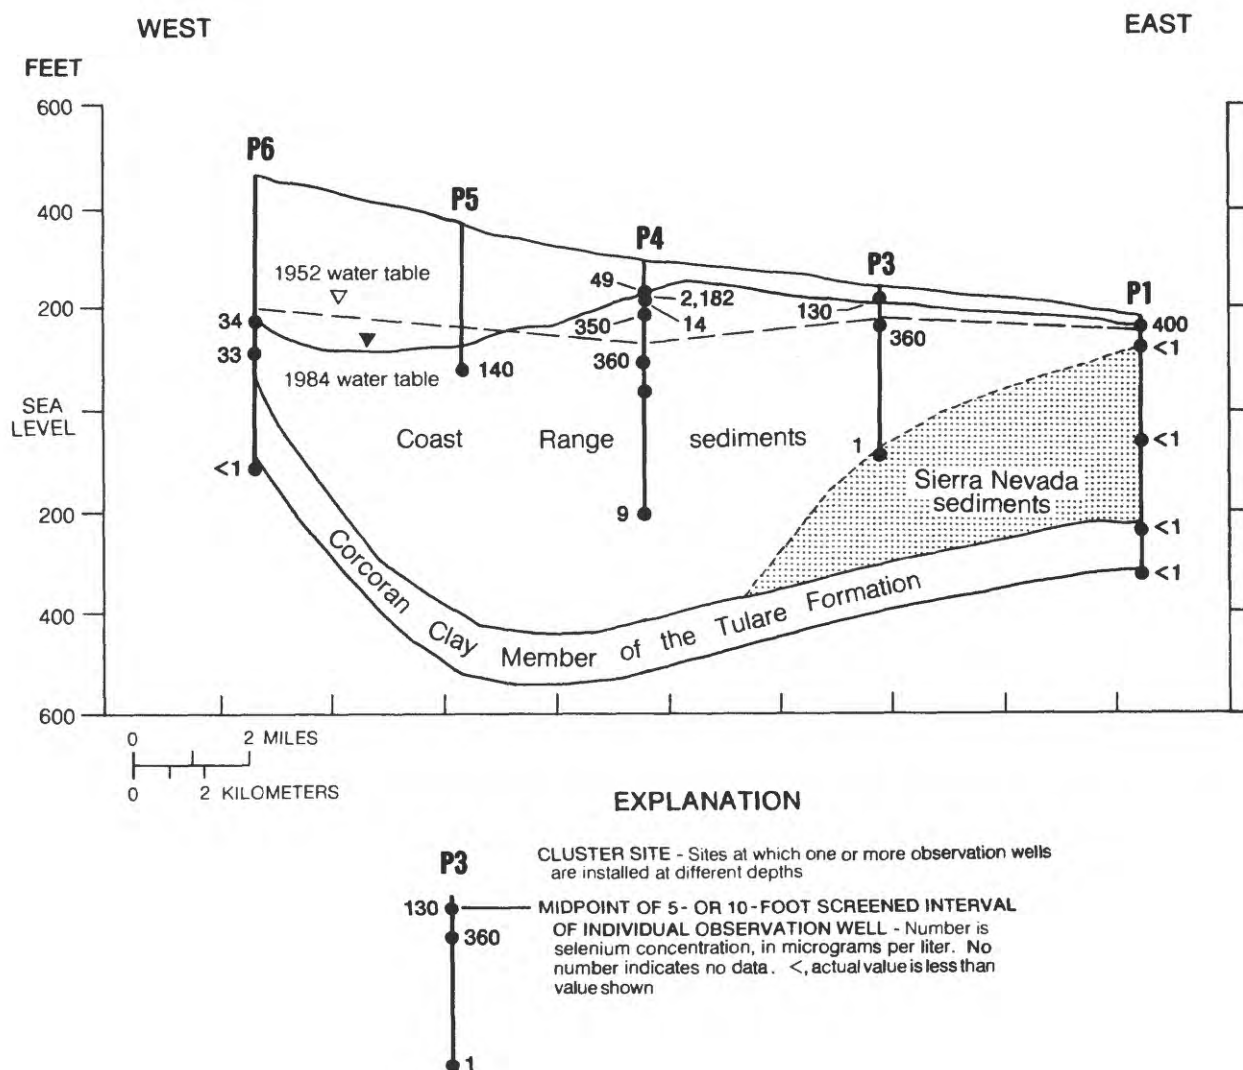 WEST
EAST
FEET
600
400
200
SEA
LEVEL
200
400
600
P6
P5
P4
P3
P1
1952 water table
1984 water table
34
33
<1
140
49
2,182
14
350
360
9
130
360
1
400
<1
<1
<1
<1
Coast Range sediments
Sierra Nevada
sediments
Corcoran Clay Member of the Tulare Formation
0 2 MILES
0 2 KILOMETERS
EXPLANATION
P3
130
360
1
CLUSTER SITE - Sites at which one or more observation wells
are installed at different depths
MIDPOINT OF 5- OR 10-FOOT SCREENED INTERVAL
OF INDIVIDUAL OBSERVATION WELL - Number is
selenium concentration, in micrograms per liter. No
number indicates no data. <, actual value is less than
value shown